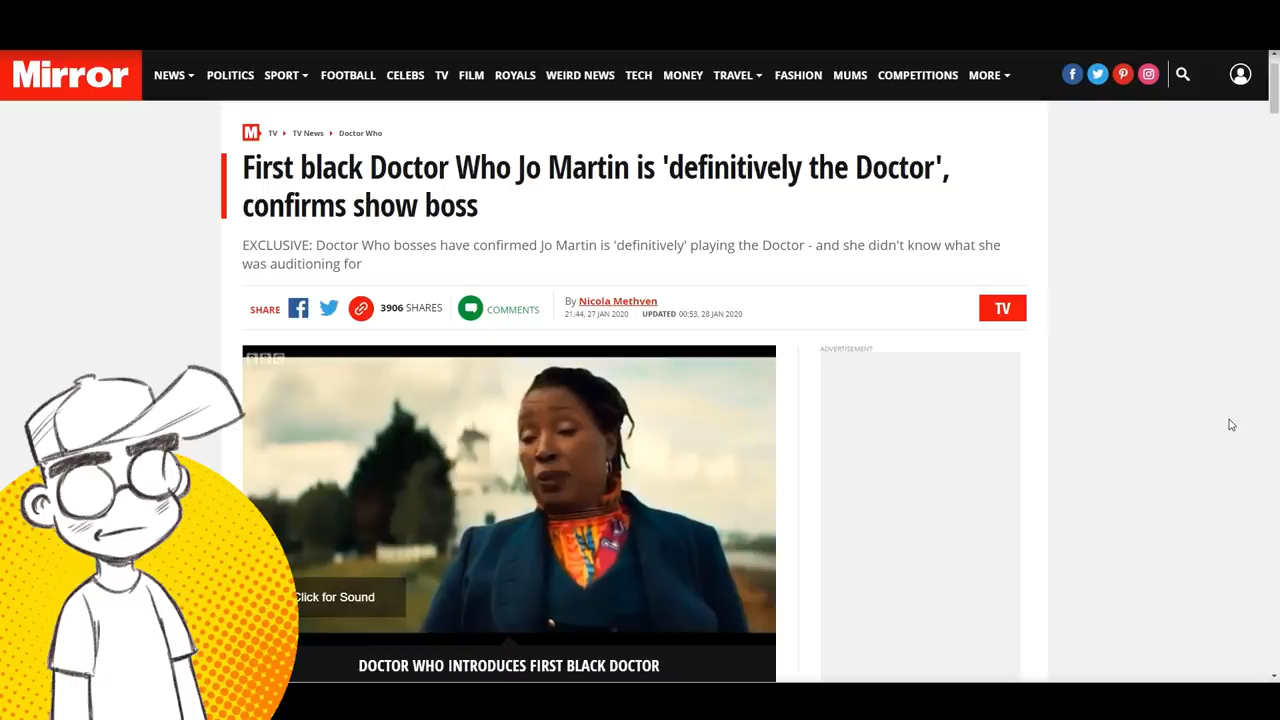 Mirror NEWS POLITICS SPORT FOOTBALL CELEBS TV FILM ROYALS WEIRD NEWS TECH MONEY TRAVEL FASHION MUMS COMPETITIONS MORE
M TV TV News Doctor Who
First black Doctor Who Jo Martin is 'definitively the Doctor',
confirms show boss
EXCLUSIVE: Doctor Who bosses have confirmed Jo Martin is 'definitively' playing the Doctor - and she didn't know what she
was auditioning for
SHARE 3906 SHARES COMMENTS
By Nicola Methven
21:44, 27 JAN 2020 UPDATED 00:53, 28 JAN 2020
TV
ADVERTISEMENT
BBC
Click for Sound
DOCTOR WHO INTRODUCES FIRST BLACK DOCTOR